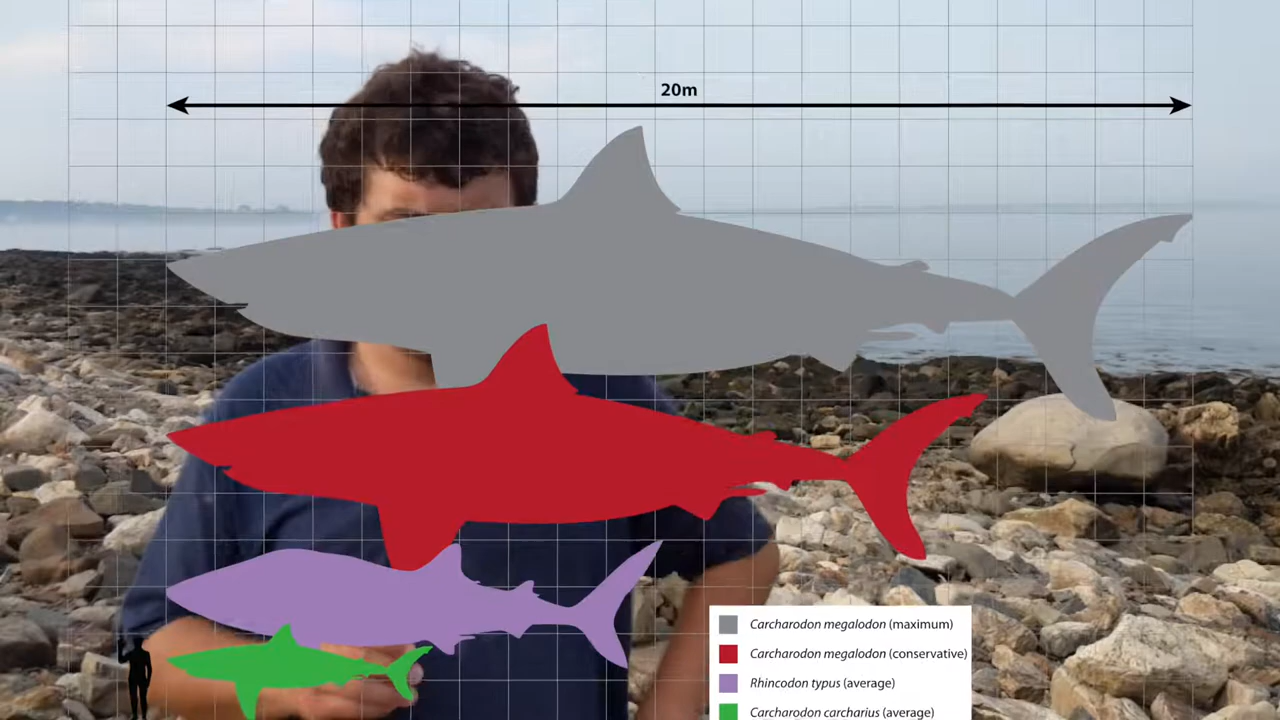 20m
Carcharodon megalodon (maximum)
Carcharodon megalodon (conservative)
Rhincodon typus (average)
Carcharodon carcharius (average)